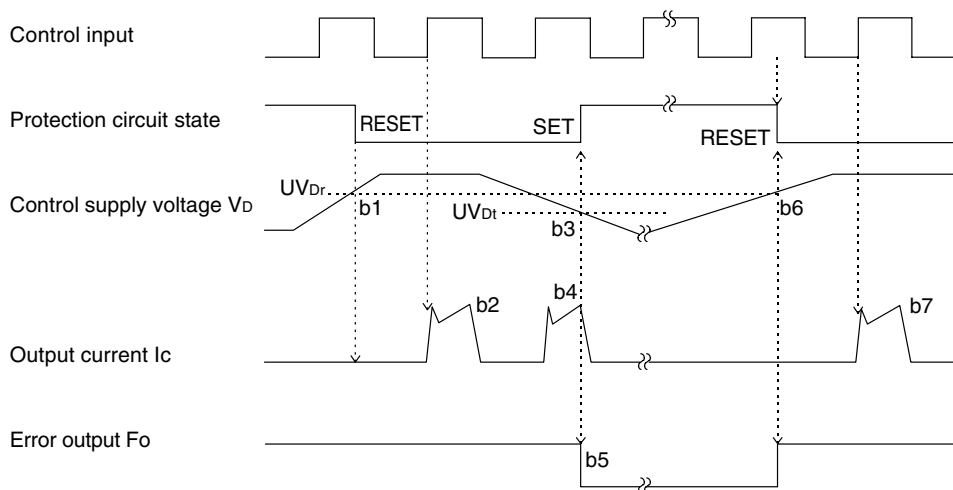 Control input
Protection circuit state
RESET
SET
RESET
Control supply voltage VD
UVDr
b1
UVDt
b3
b6
b2
b4
b7
Output current Ic
Error output Fo
b5